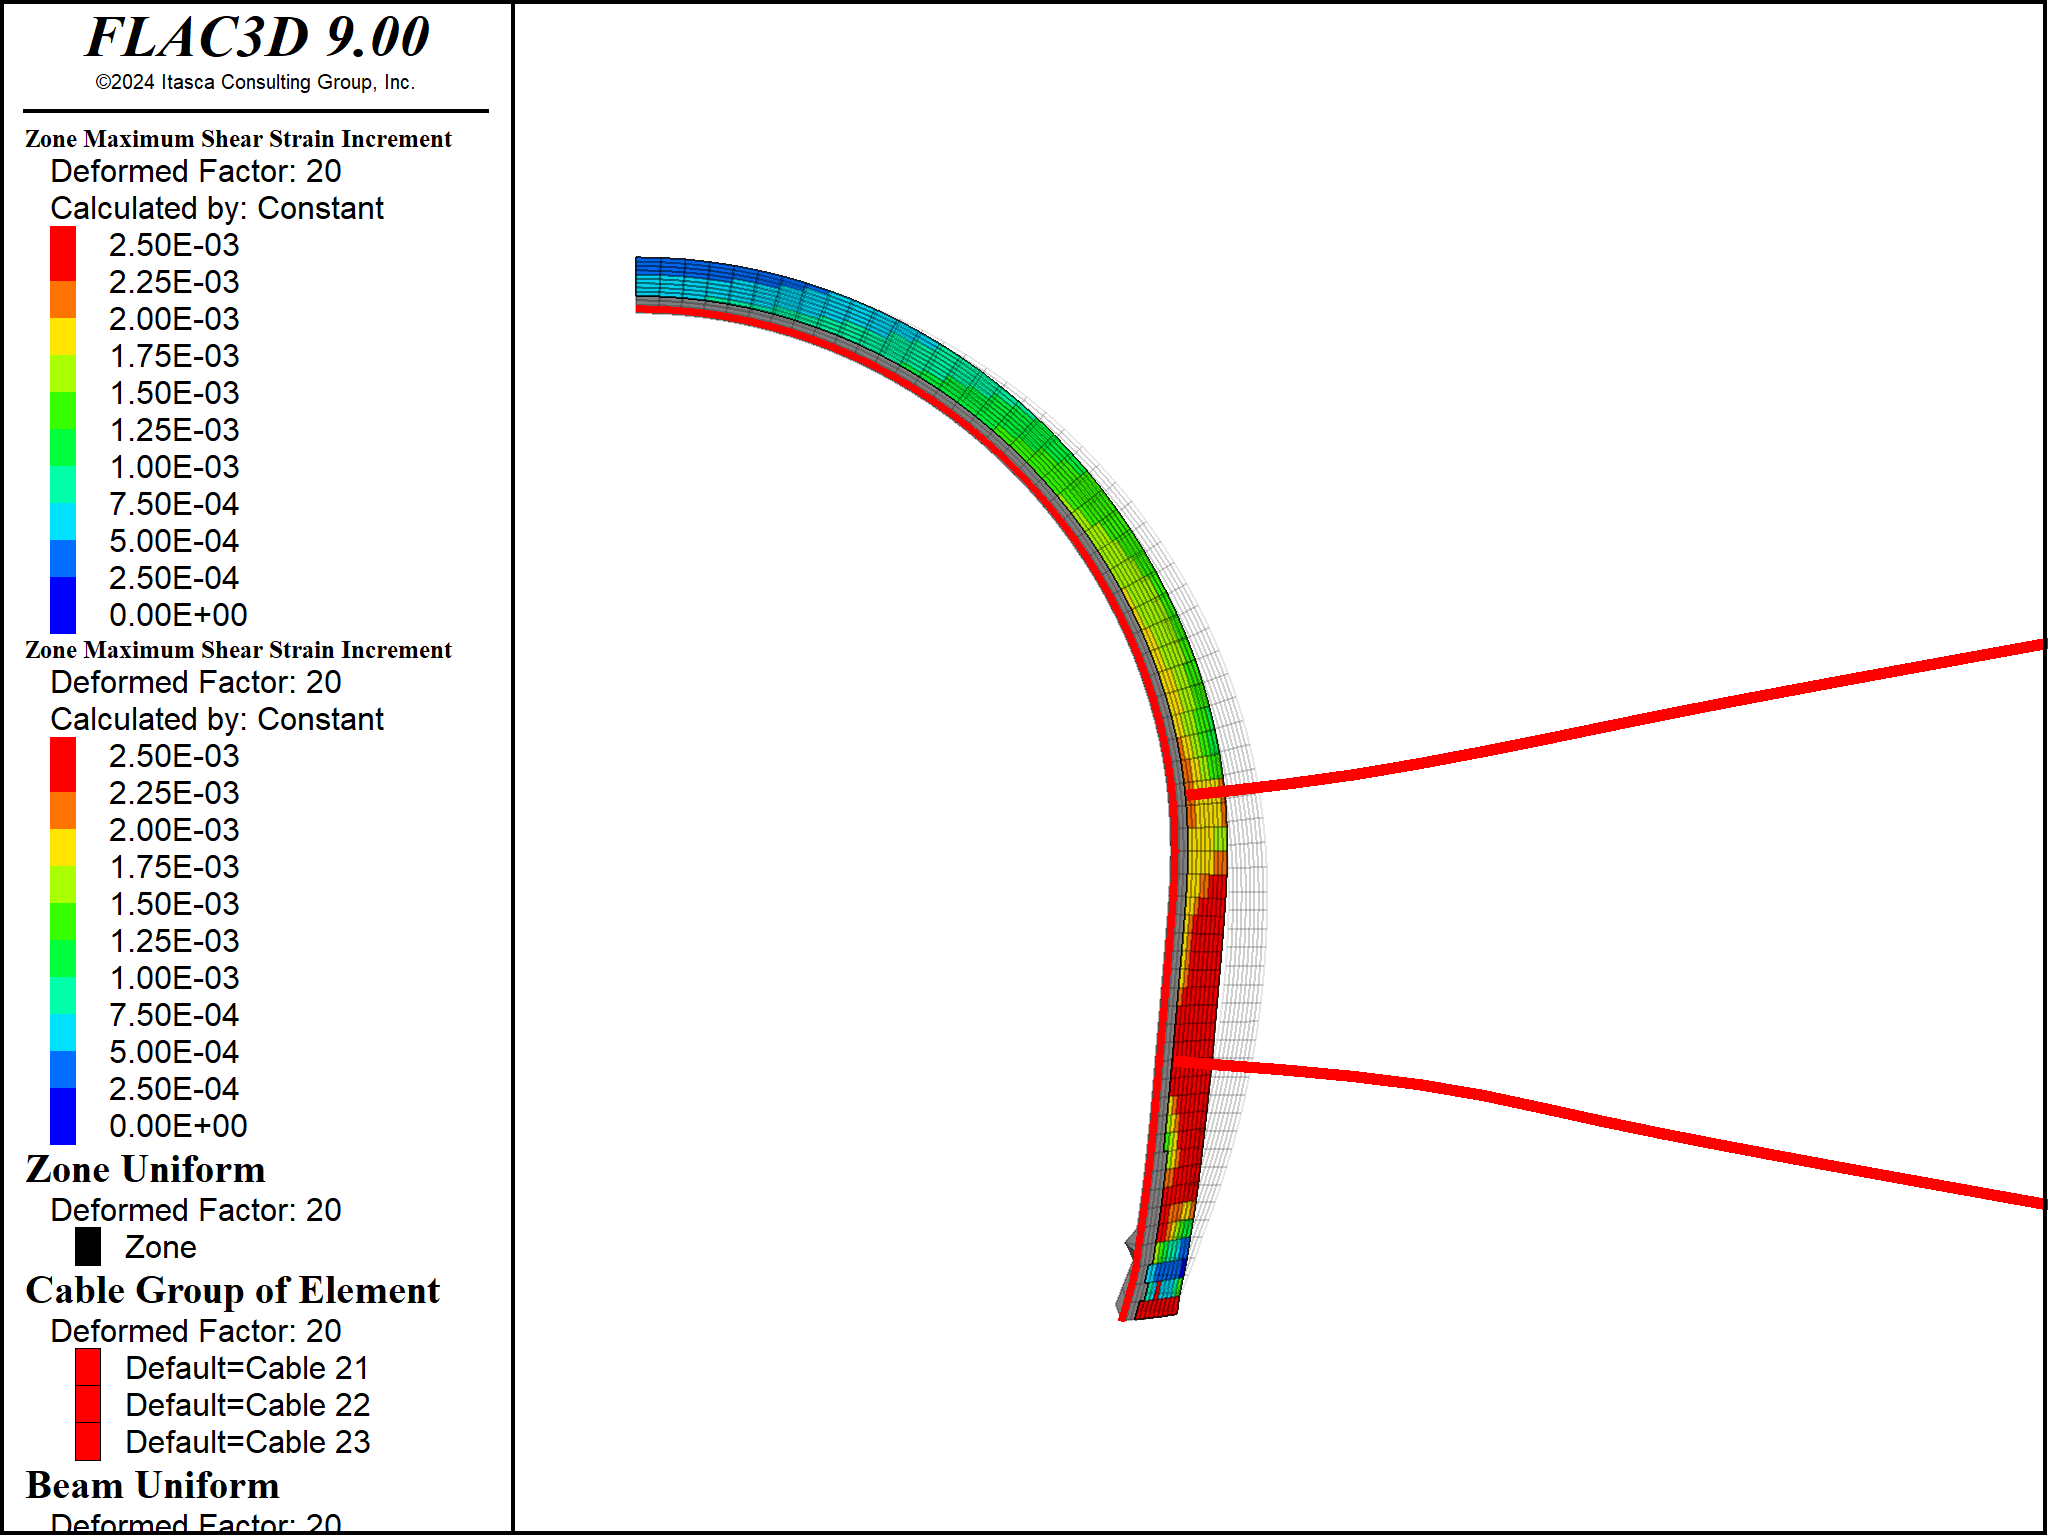 FLAC3D 9.00
©2024 Itasca Consulting Group, Inc.
Zone Maximum Shear Strain Increment
Deformed Factor: 20
Calculated by: Constant
2.50E-03
2.25E-03
2.00E-03
1.75E-03
1.50E-03
1.25E-03
1.00E-03
7.50E-04
5.00E-04
2.50E-04
0.00E+00
Zone Maximum Shear Strain Increment
Deformed Factor: 20
Calculated by: Constant
2.50E-03
2.25E-03
2.00E-03
1.75E-03
1.50E-03
1.25E-03
1.00E-03
7.50E-04
5.00E-04
2.50E-04
0.00E+00
Zone Uniform
Deformed Factor: 20
Zone
Cable Group of Element
Deformed Factor: 20
Default=Cable 21
Default=Cable 22
Default=Cable 23
Beam Uniform
Deformed Factor: 20